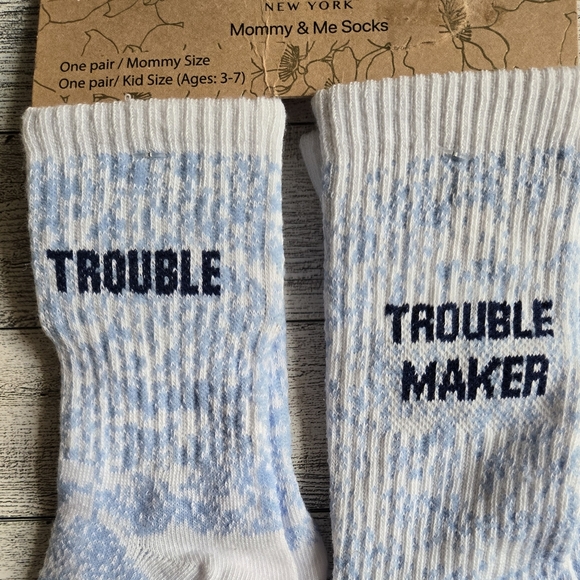 NEW YORK
Mommy & Me Socks
One pair / Mommy Size
One pair/ Kid Size (Ages: 3-7)
TROUBLE
TROUBLE
MAKER